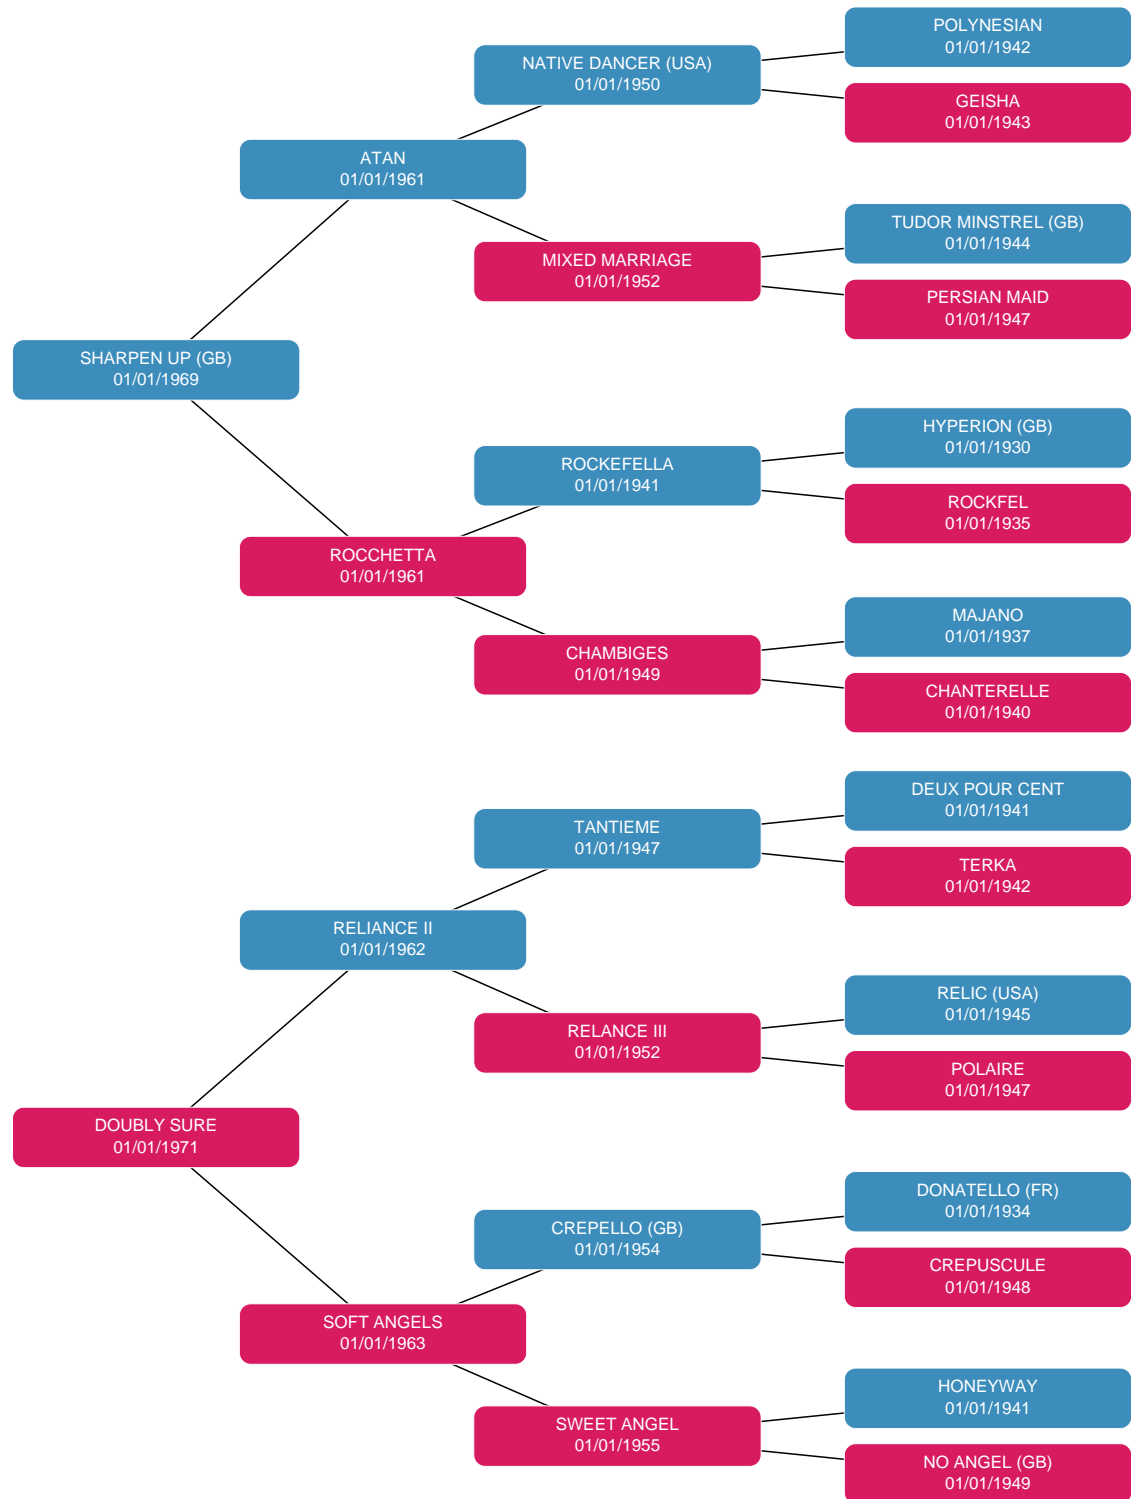 POLYNESIAN
01/01/1942
NATIVE DANCER (USA)
01/01/1950
GEISHA
01/01/1943
ATAN
01/01/1961
TUDOR MINSTREL (GB)
01/01/1944
MIXED MARRIAGE
01/01/1952
PERSIAN MAID
01/01/1947
SHARPEN UP (GB)
01/01/1969
HYPERION (GB)
01/01/1930
ROCKEFELLA
01/01/1941
ROCKFEL
01/01/1935
ROCCHETTA
01/01/1961
MAJANO
01/01/1937
CHAMBIGES
01/01/1949
CHANTERELLE
01/01/1940
DEUX POUR CENT
01/01/1941
TANTIEME
01/01/1947
TERKA
01/01/1942
RELIANCE II
01/01/1962
RELIC (USA)
01/01/1945
RELANCE III
01/01/1952
POLAIRE
01/01/1947
DOUBLY SURE
01/01/1971
DONATELLO (FR)
01/01/1934
CREPELLO (GB)
01/01/1954
CREPUSCULE
01/01/1948
SOFT ANGELS
01/01/1963
HONEYWAY
01/01/1941
SWEET ANGEL
01/01/1955
NO ANGEL (GB)
01/01/1949